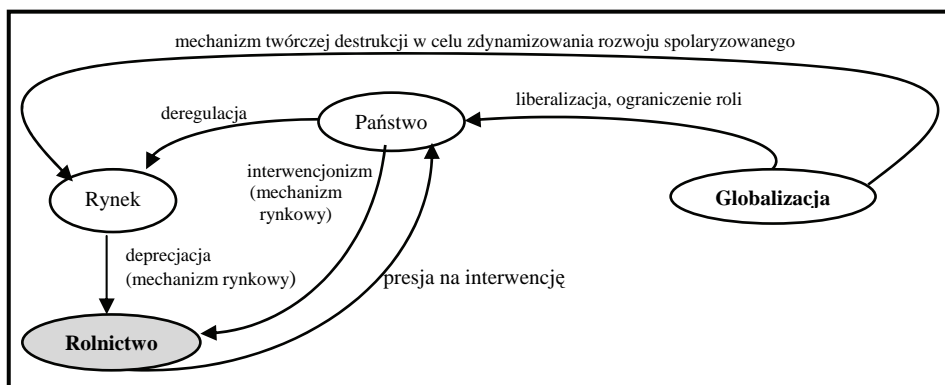 mechanizm twórczej destrukcji w celu zdynamizowania rozwoju spolaryzowanego
liberalizacja, ograniczenie roli
deregulacja
Państwo
interwencjonizm
(mechanizm
rynkowy)
Rynek
Globalizacja
deprecjacja
(mechanizm rynkowy)
presja na interwencję
Rolnictwo